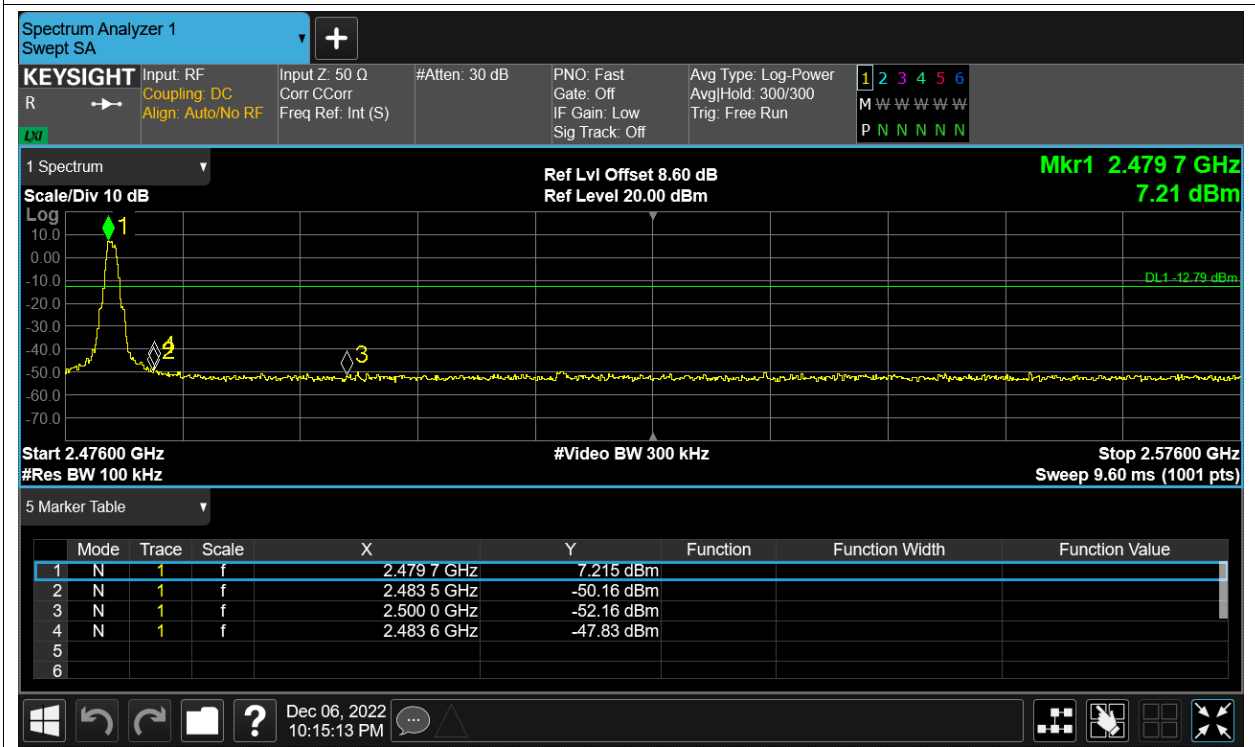 Spectrum Analyzer 1
Swept SA
KEYSIGHT Input: RF Input Z: 50 Ω #Atten: 30 dB PNO: Fast Avg Type: Log-Power 1 2 3 4 5 6
R Coupling: DC Corr CCorr Gate: Off Avg|Hold: 300/300 M W W W W W
Align: Auto/No RF Freq Ref: Int (S) IF Gain: Low Trig: Free Run
LXI Sig Track: Off P N N N N N
1 Spectrum Ref Lvl Offset 8.60 dB Mkr1 2.479 7 GHz
Scale/Div 10 dB Ref Level 20.00 dBm 7.21 dBm
Log
1
10.0
0.00
-10.0 DL1 -12.79 dBm
-20.0
-30.0
-40.0 4 2 3
-50.0
-60.0
-70.0
Start 2.47600 GHz #Video BW 300 kHz Stop 2.57600 GHz
#Res BW 100 kHz Sweep 9.60 ms (1001 pts)
5 Marker Table
Mode Trace Scale X Y Function Function Width Function Value
1 N 1 f 2.479 7 GHz 7.215 dBm
2 N 1 f 2.483 5 GHz -50.16 dBm
3 N 1 f 2.500 0 GHz -52.16 dBm
4 N 1 f 2.483 6 GHz -47.83 dBm
5
6
? Dec 06, 2022
10:15:13 PM